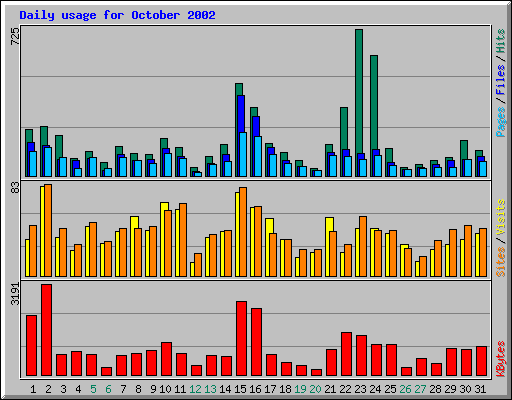 Daily usage for October 2002
725
Pages / Files / Hits
83
Sites / Visits
3191
KBytes
1 2 3 4 5 6 7 8 9 10 11 12 13 14 15 16 17 18 19 20 21 22 23 24 25 26 27 28 29 30 31